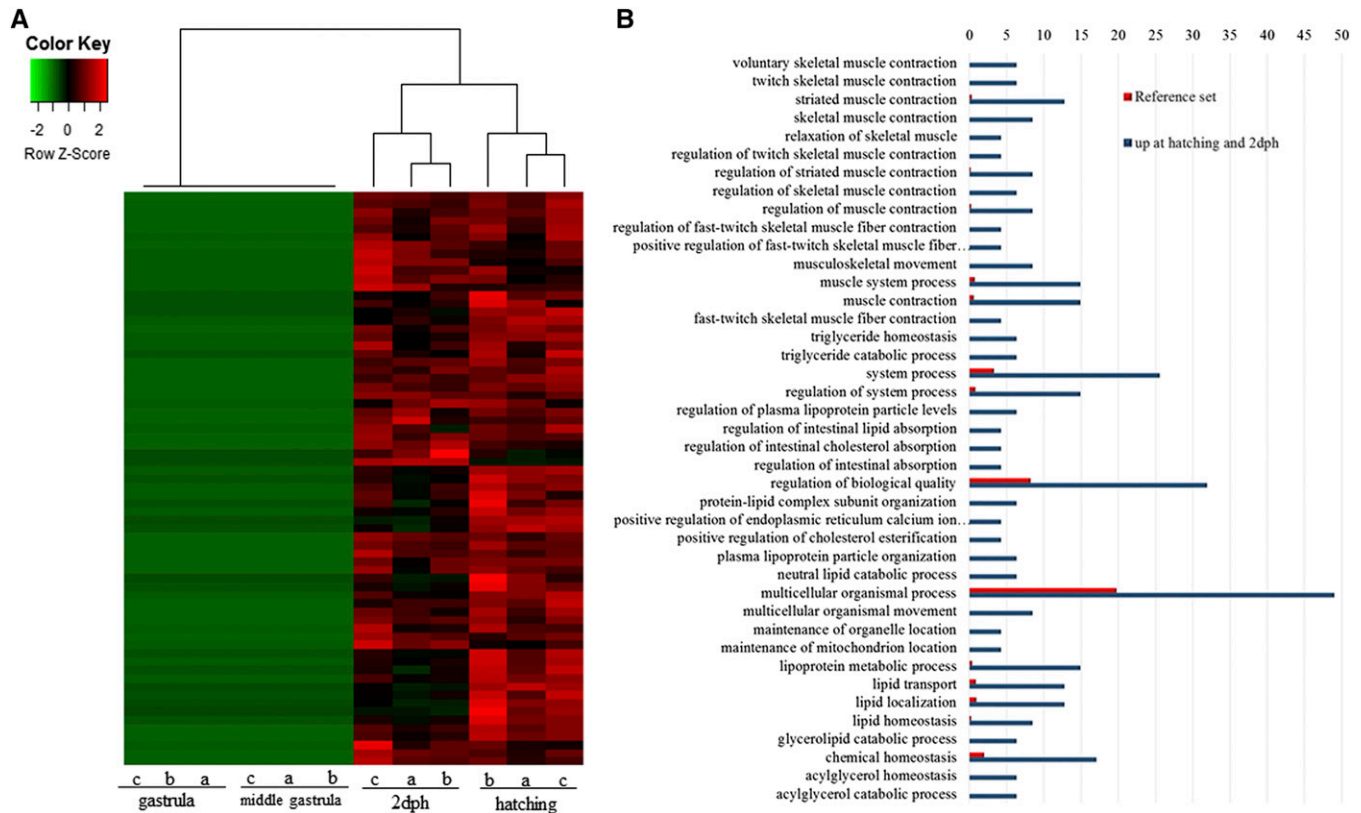 A
Color Key
-2 0 2
Row Z-Score
c b a c a b c a b b a c
gastrula middle gastrula 2dph hatching
B
0 5 10 15 20 25 30 35 40 45 50
Reference set
up at hatching and 2dph
voluntary skeletal muscle contraction
twitch skeletal muscle contraction
striated muscle contraction
skeletal muscle contraction
relaxation of skeletal muscle
regulation of twitch skeletal muscle contraction
regulation of striated muscle contraction
regulation of skeletal muscle contraction
regulation of muscle contraction
regulation of fast-twitch skeletal muscle fiber contraction
positive regulation of fast-twitch skeletal muscle fiber…
musculoskeletal movement
muscle system process
muscle contraction
fast-twitch skeletal muscle fiber contraction
triglyceride homeostasis
triglyceride catabolic process
system process
regulation of system process
regulation of plasma lipoprotein particle levels
regulation of intestinal lipid absorption
regulation of intestinal cholesterol absorption
regulation of intestinal absorption
regulation of biological quality
protein-lipid complex subunit organization
positive regulation of endoplasmic reticulum calcium ion…
positive regulation of cholesterol esterification
plasma lipoprotein particle organization
neutral lipid catabolic process
multicellular organismal process
multicellular organismal movement
maintenance of organelle location
maintenance of mitochondrion location
lipoprotein metabolic process
lipid transport
lipid localization
lipid homeostasis
glycerolipid catabolic process
chemical homeostasis
acylglycerol homeostasis
acylglycerol catabolic process